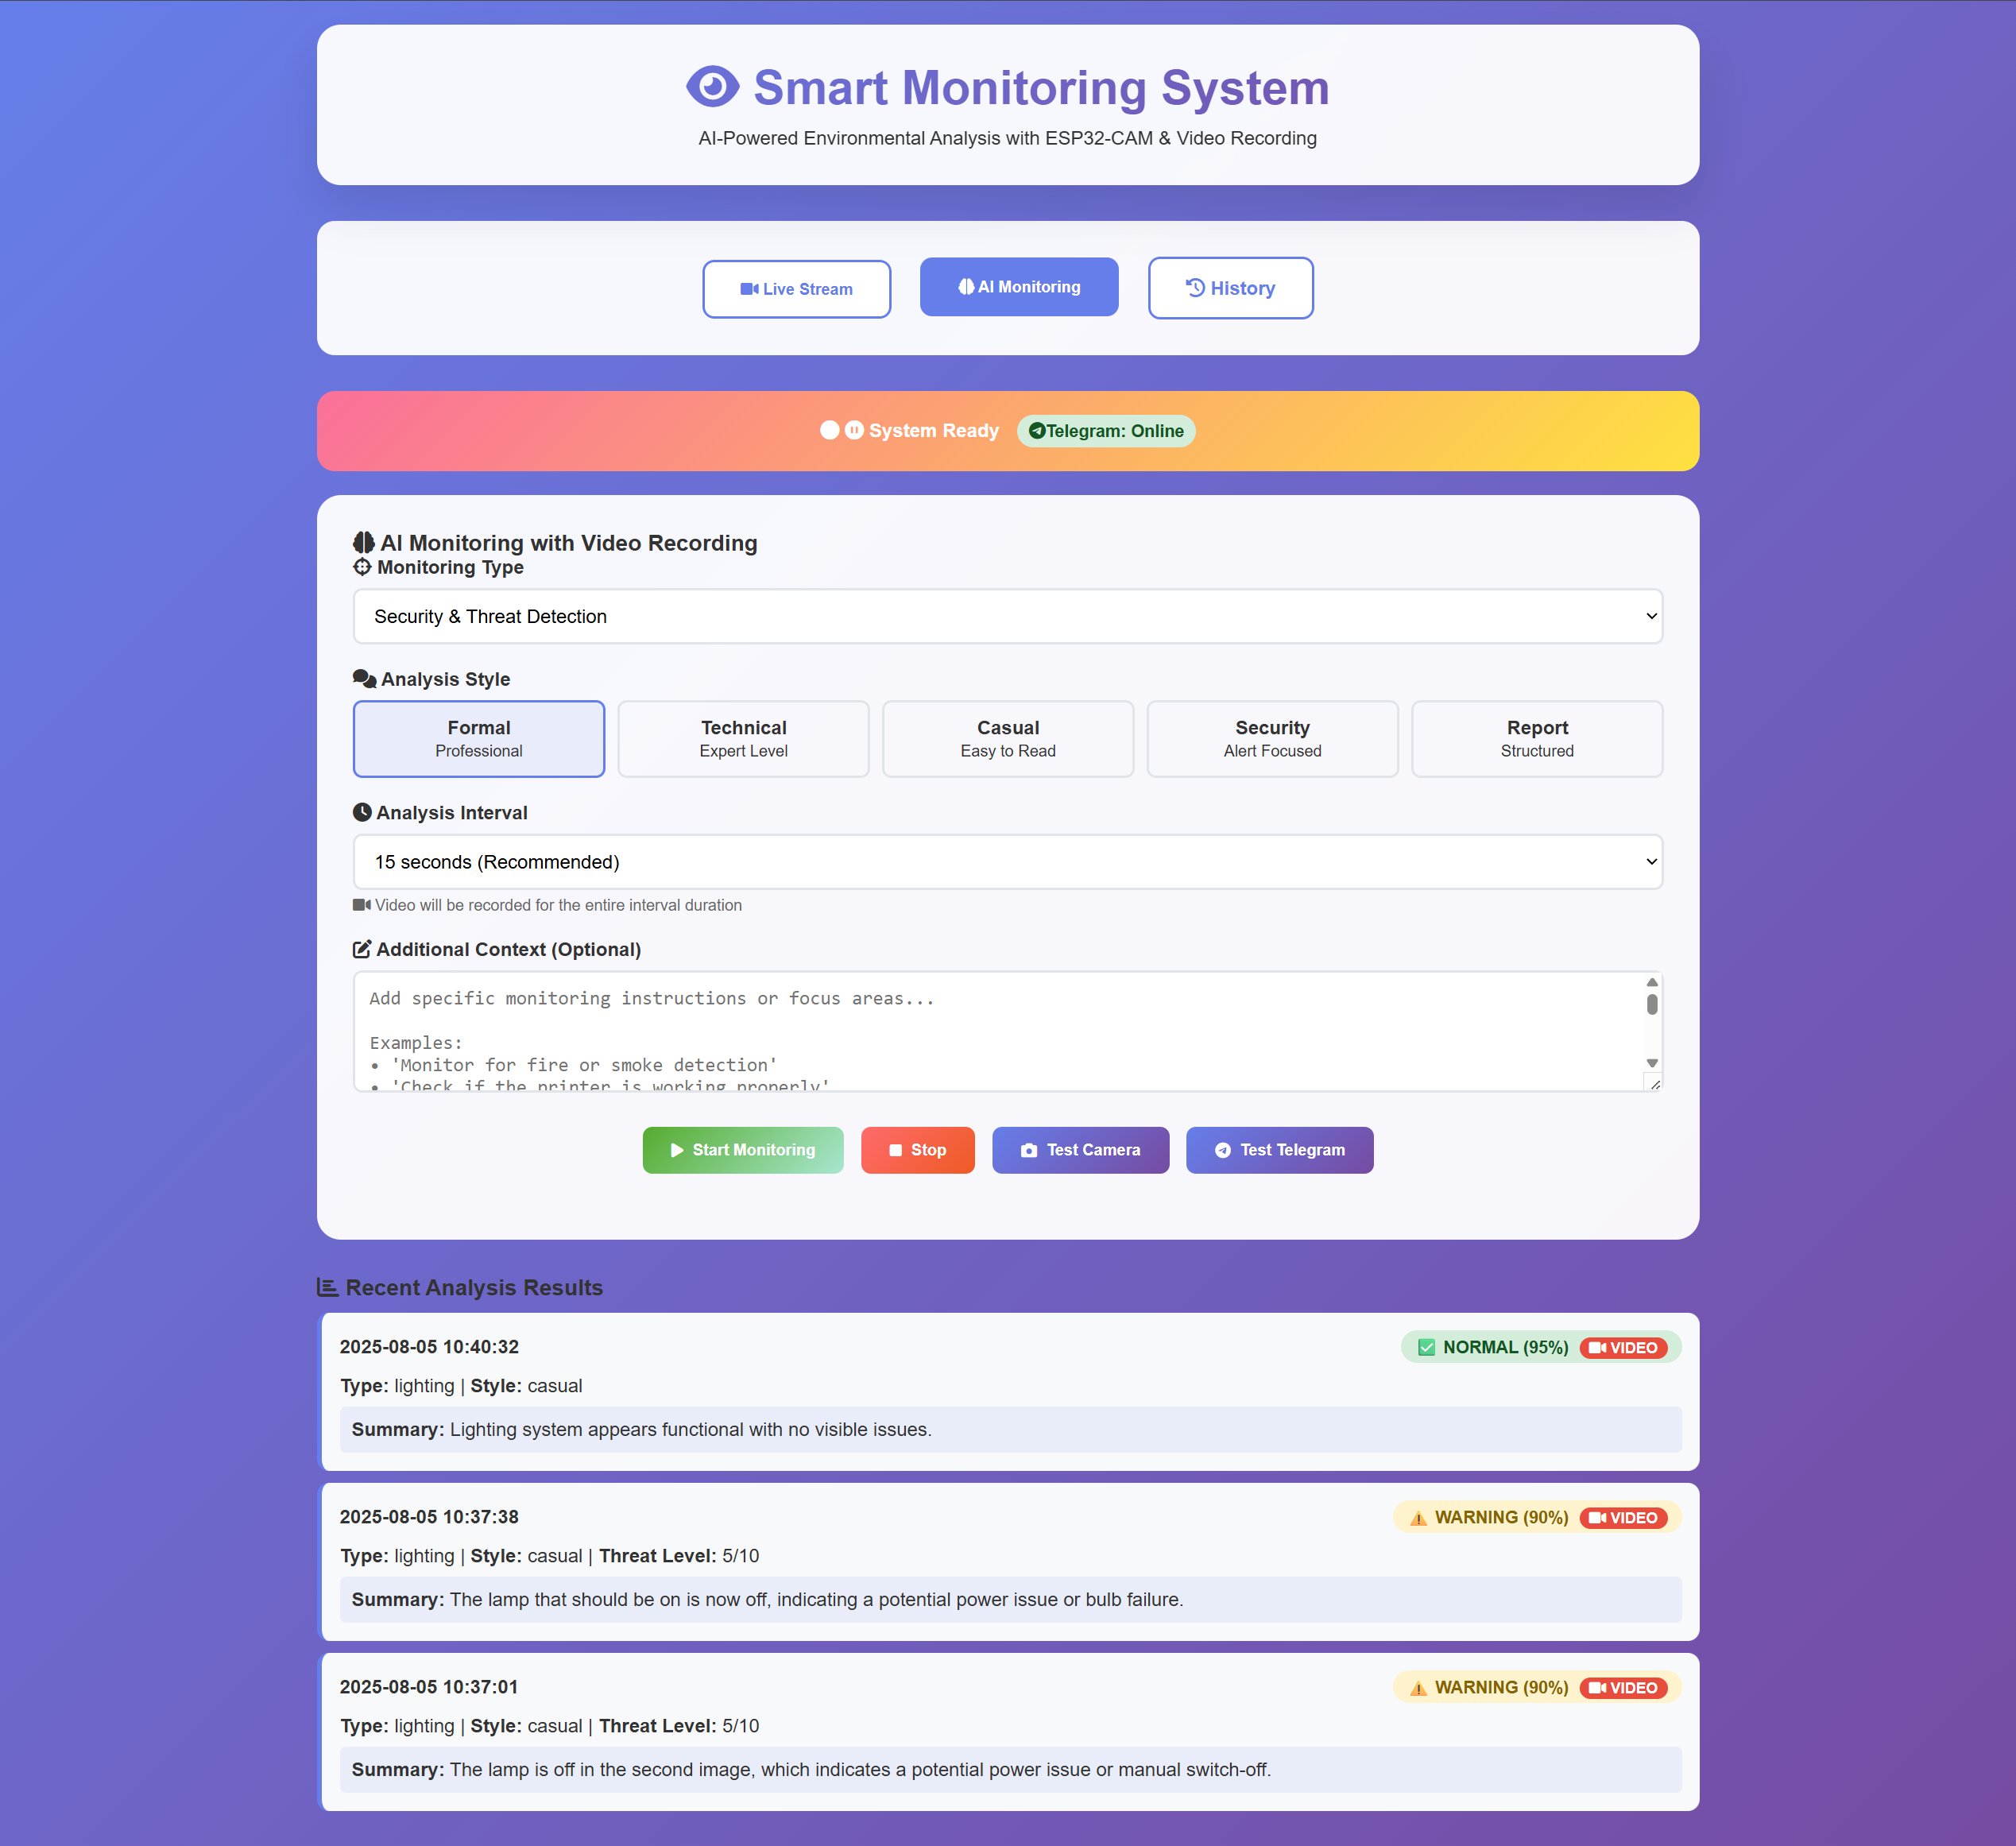 Smart Monitoring System
AI-Powered Environmental Analysis with ESP32-CAM & Video Recording
Live Stream
AI Monitoring
History
System Ready
Telegram: Online
AI Monitoring with Video Recording
Monitoring Type
Security & Threat Detection
Analysis Style
Formal
Professional
Technical
Expert Level
Casual
Easy to Read
Security
Alert Focused
Report
Structured
Analysis Interval
15 seconds (Recommended)
Video will be recorded for the entire interval duration
Additional Context (Optional)
Add specific monitoring instructions or focus areas...
Examples:
• 'Monitor for fire or smoke detection'
• 'Check if the printer is working properly'
Start Monitoring
Stop
Test Camera
Test Telegram
Recent Analysis Results
2025-08-05 10:40:32
NORMAL (95%) VIDEO
Type: lighting | Style: casual
Summary: Lighting system appears functional with no visible issues.
2025-08-05 10:37:38
WARNING (90%) VIDEO
Type: lighting | Style: casual | Threat Level: 5/10
Summary: The lamp that should be on is now off, indicating a potential power issue or bulb failure.
2025-08-05 10:37:01
WARNING (90%) VIDEO
Type: lighting | Style: casual | Threat Level: 5/10
Summary: The lamp is off in the second image, which indicates a potential power issue or manual switch-off.